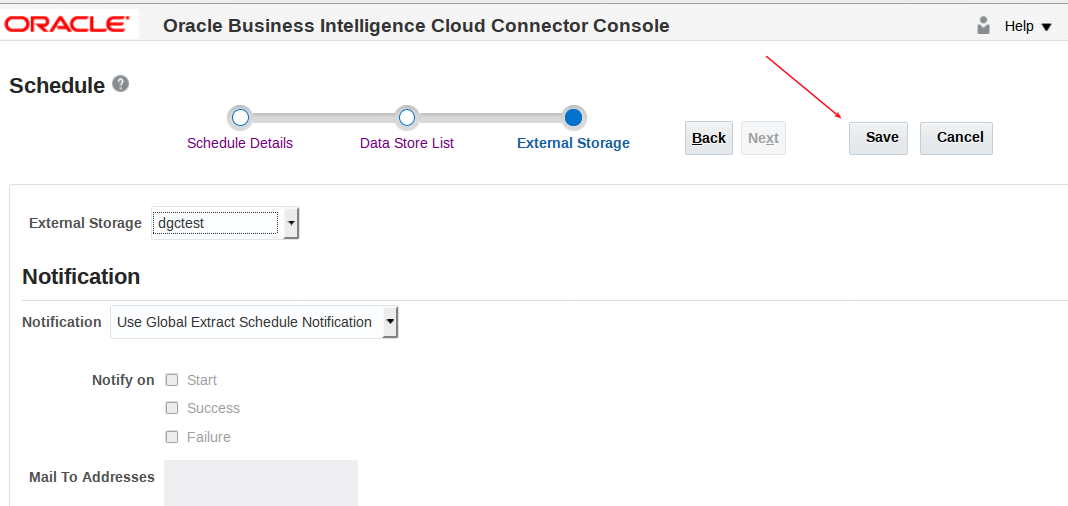 ORACLE Oracle Business Intelligence Cloud Connector Console Help
Schedule ?
Schedule Details Data Store List External Storage Back Next Save Cancel
External Storage dgctest
Notification
Notification Use Global Extract Schedule Notification
Notify on Start
Success
Failure
Mail To Addresses